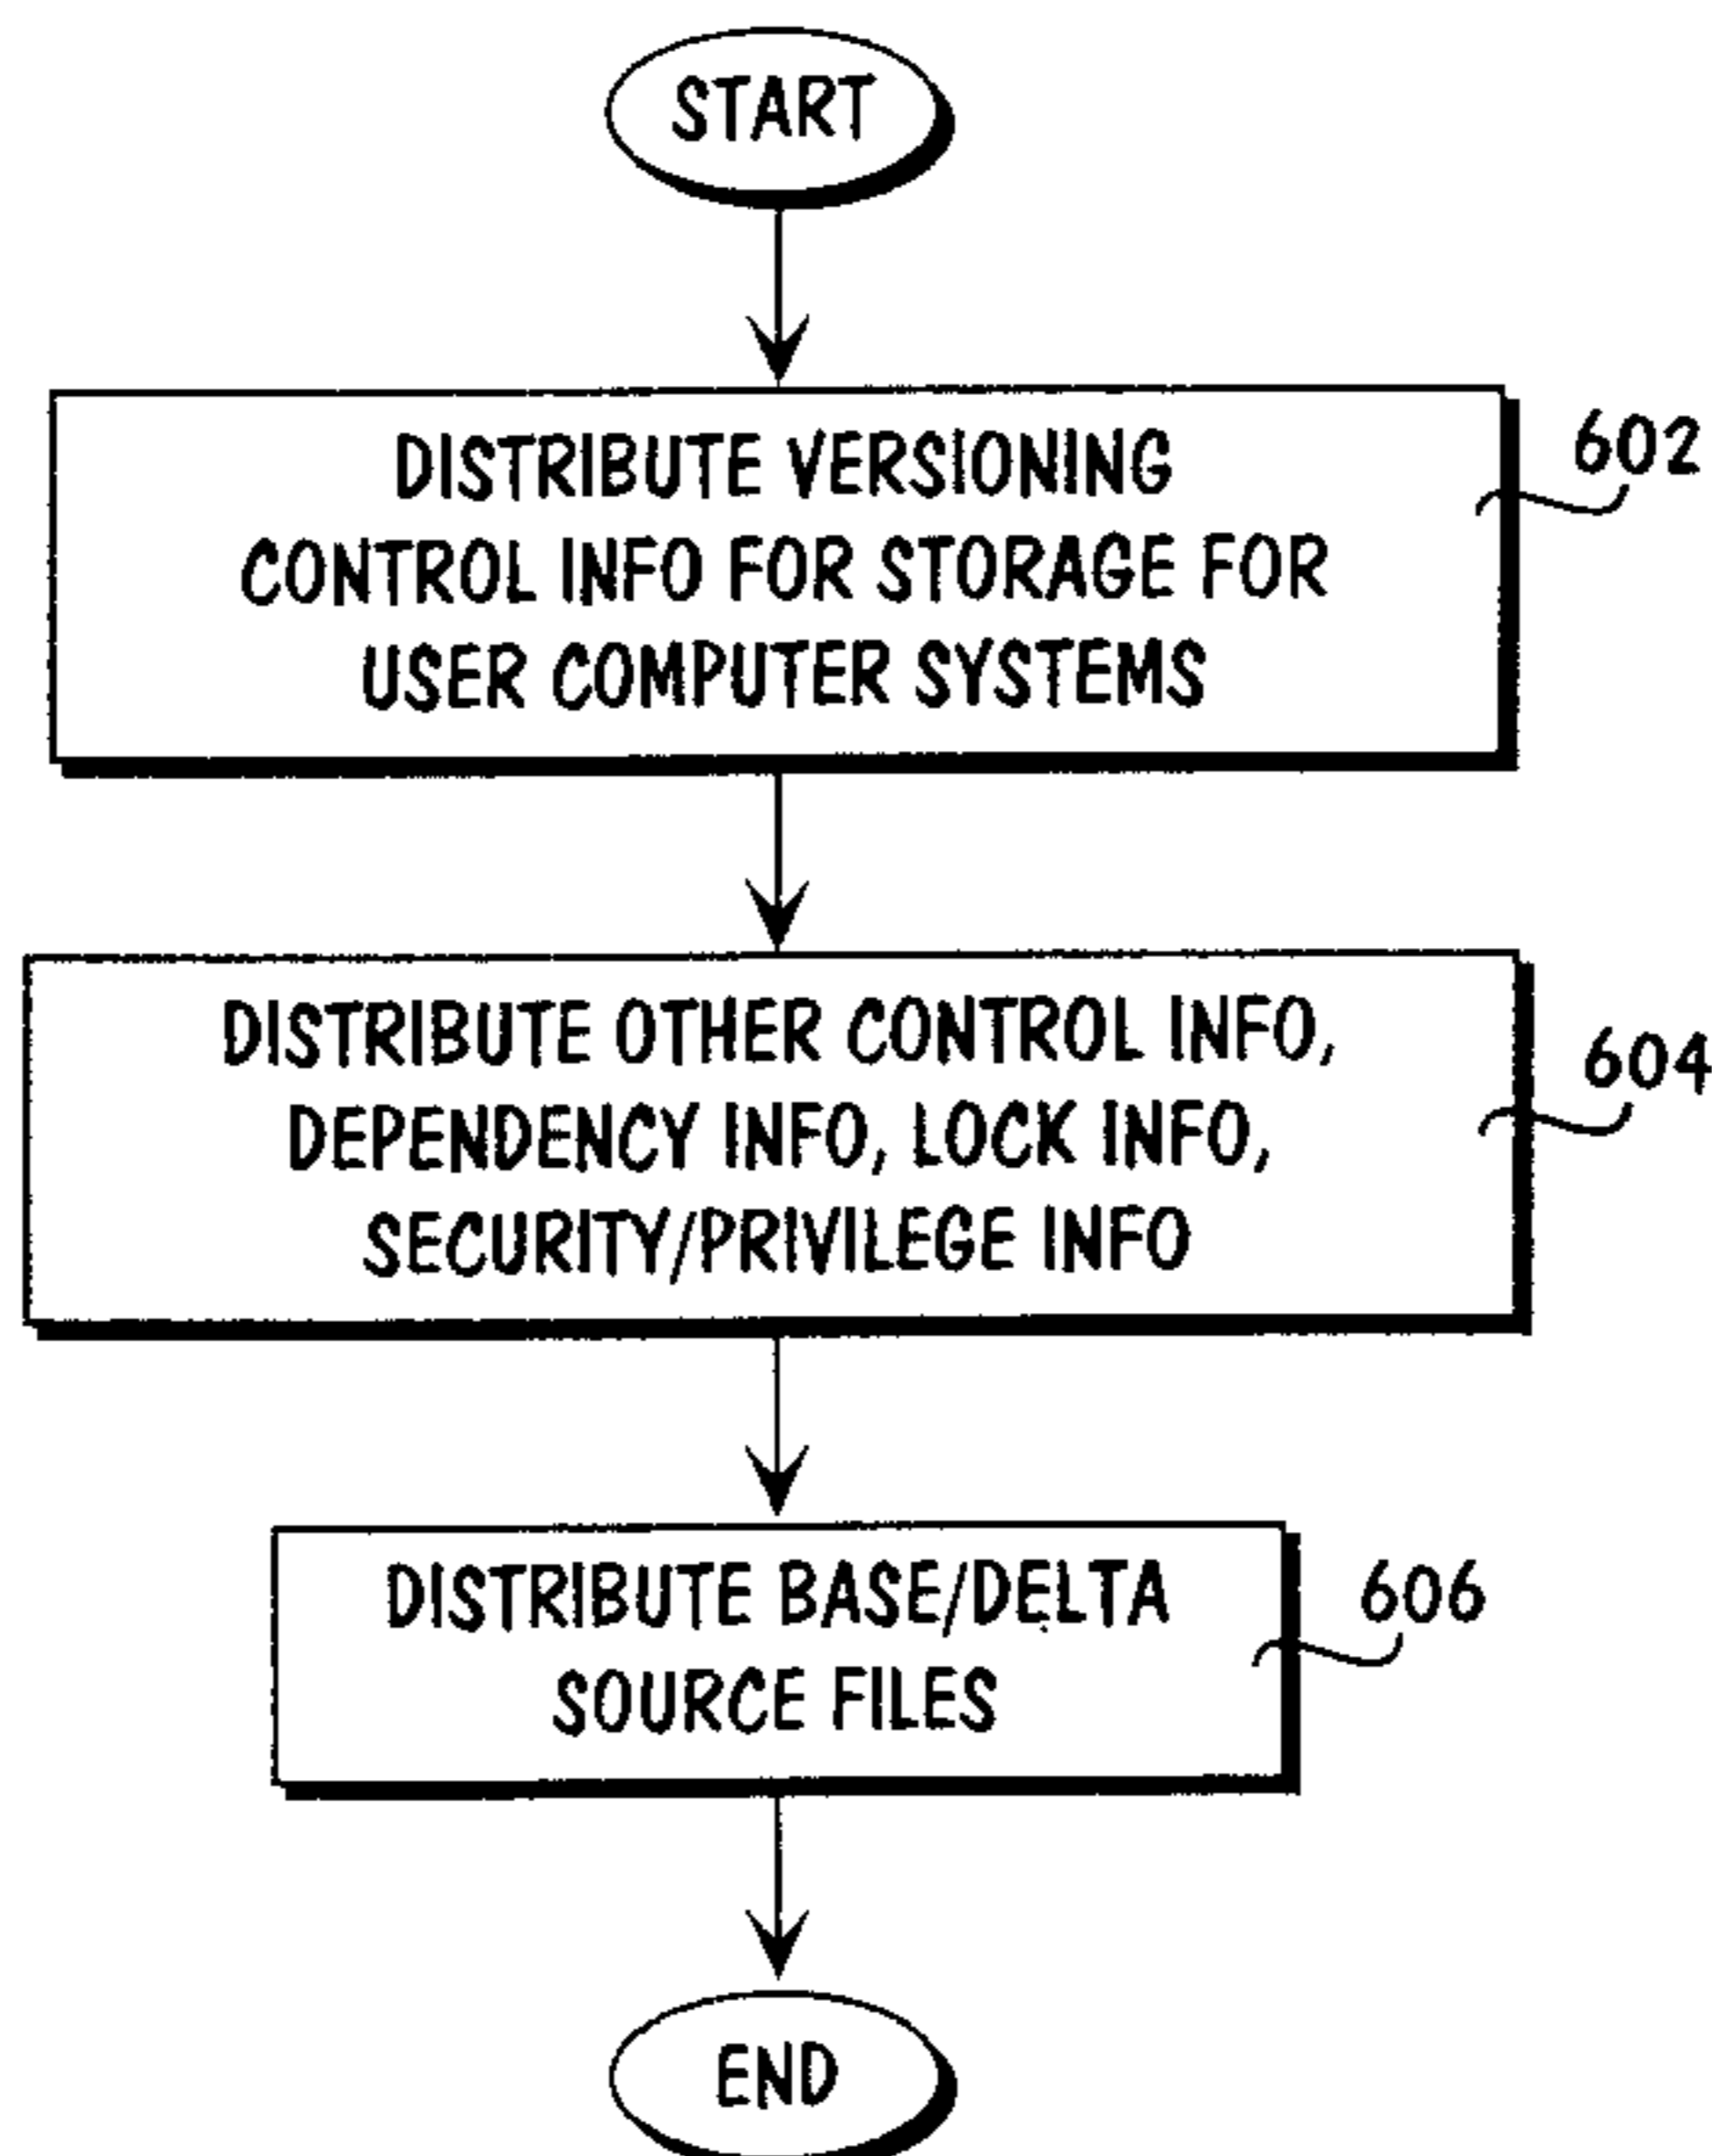 START
DISTRIBUTE VERSIONING
CONTROL INFO FOR STORAGE FOR
USER COMPUTER SYSTEMS
602
DISTRIBUTE OTHER CONTROL INFO,
DEPENDENCY INFO, LOCK INFO,
SECURITY/PRIVILEGE INFO
604
DISTRIBUTE BASE/DELTA
SOURCE FILES
606
END